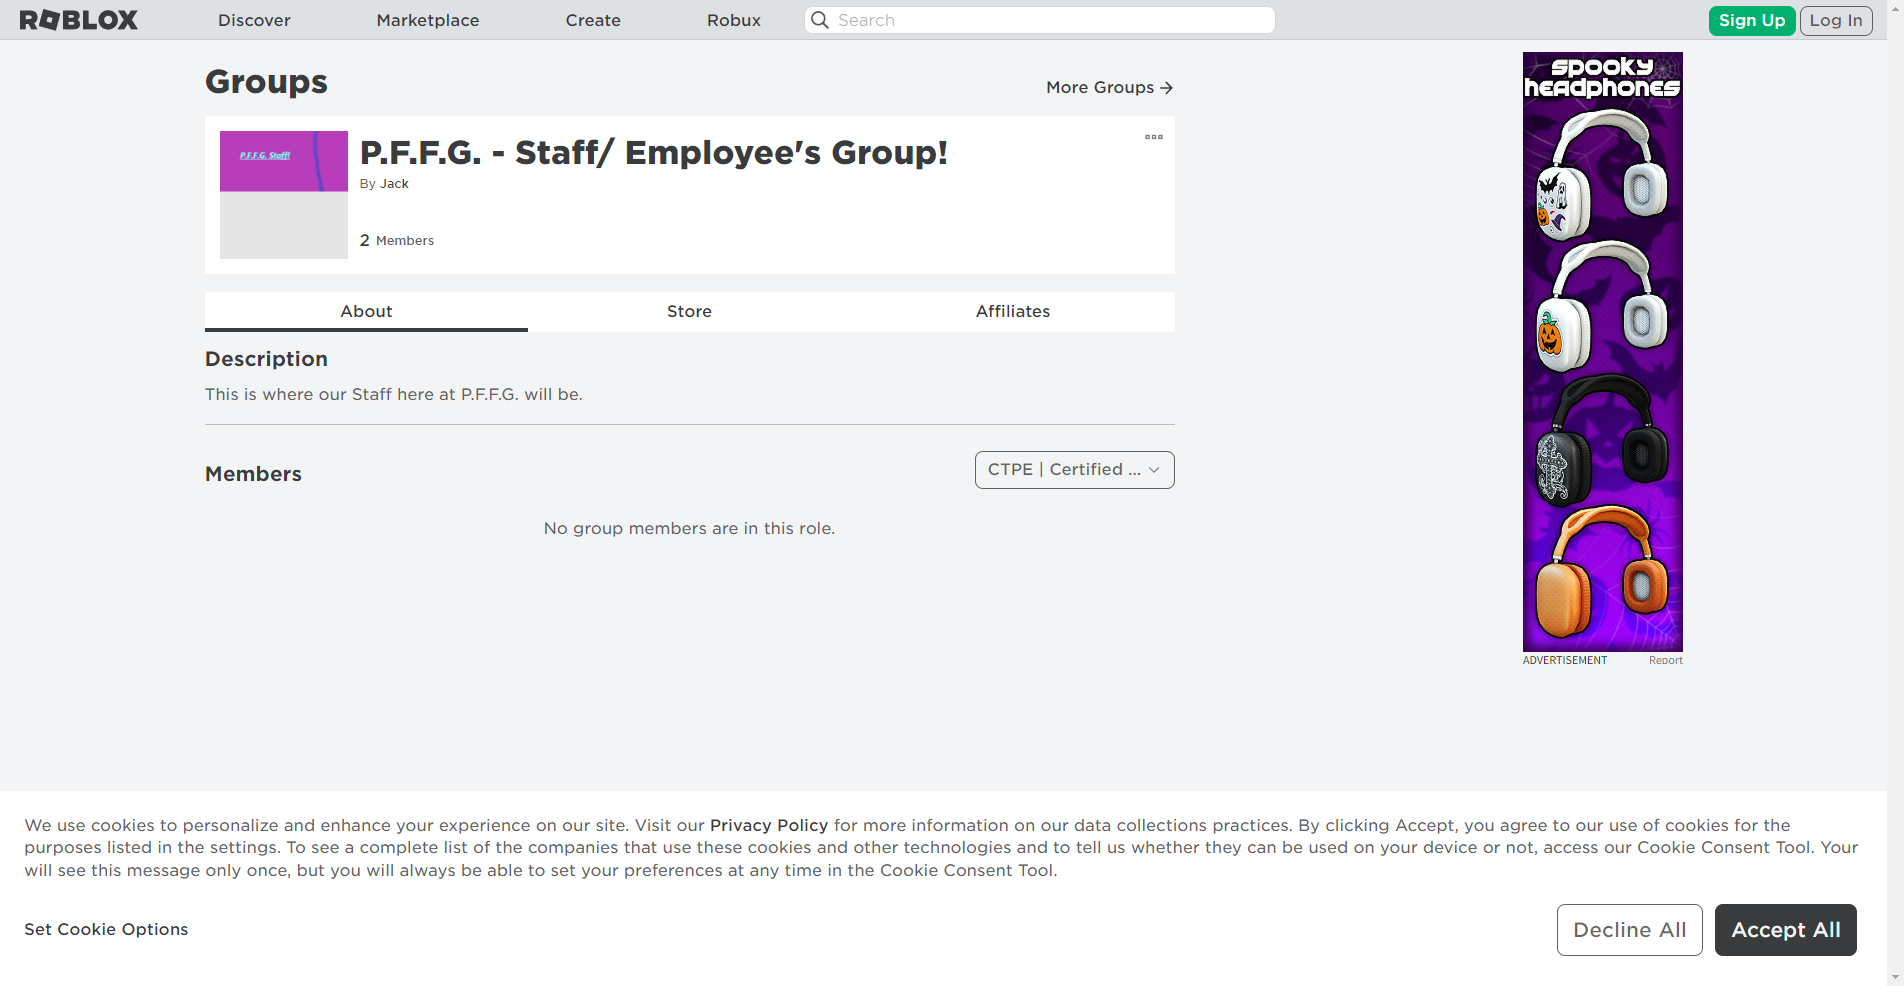 ROBLOX
Discover
Marketplace
Create
Robux
Search
Sign Up
Log In
Groups
More Groups →
P.F.F.G. Staff!
P.F.F.G. - Staff/ Employee's Group!
By Jack
2 Members
About
Store
Affiliates
Description
This is where our Staff here at P.F.F.G. will be.
Members
CTPE | Certified ...
No group members are in this role.
SPOOKY
HEADPHONES
ADVERTISEMENT
Report
We use cookies to personalize and enhance your experience on our site. Visit our Privacy Policy for more information on our data collections practices. By clicking Accept, you agree to our use of cookies for the
purposes listed in the settings. To see a complete list of the companies that use these cookies and other technologies and to tell us whether they can be used on your device or not, access our Cookie Consent Tool. Your
will see this message only once, but you will always be able to set your preferences at any time in the Cookie Consent Tool.
Set Cookie Options
Decline All
Accept All